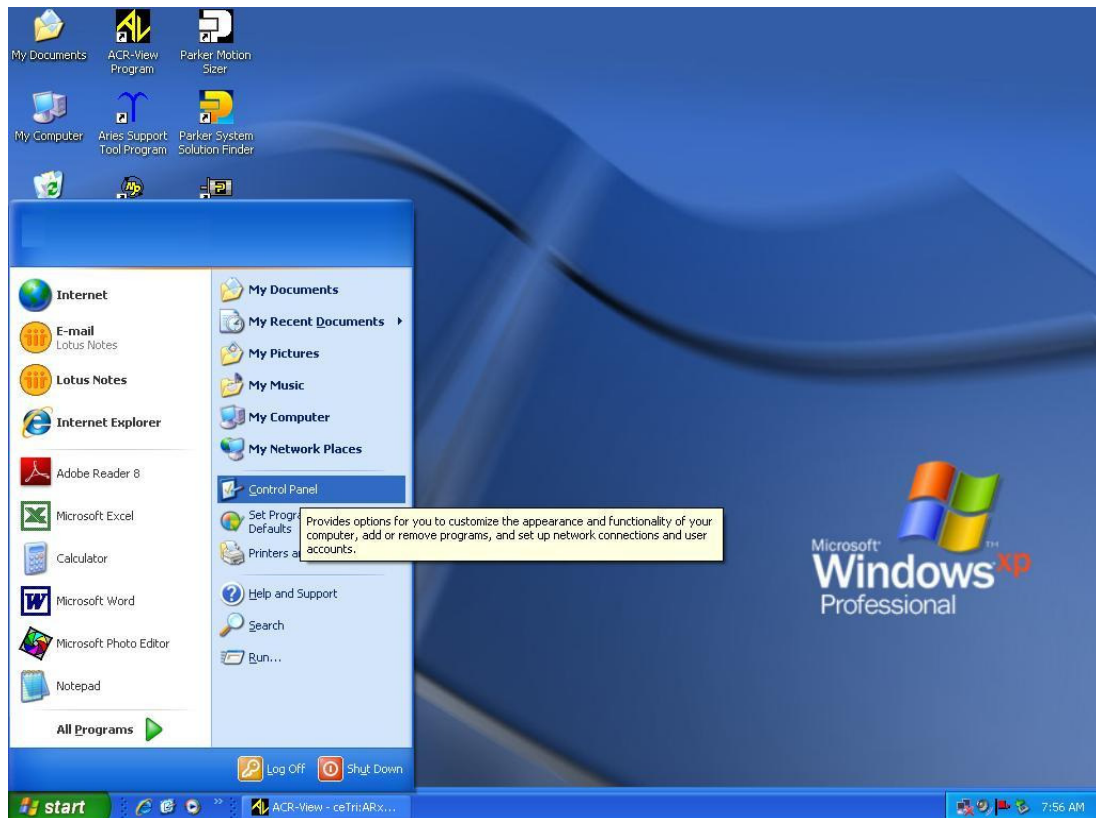 My Documents
ACR-View
Program
Parker Motion
Sizer
My Computer
Aries Support
Tool Program
Parker System
Solution Finder
Internet
E-mail
Lotus Notes
Lotus Notes
Internet Explorer
Adobe Reader 8
Microsoft Excel
Calculator
Microsoft Word
Microsoft Photo Editor
Notepad
All Programs
My Documents
My Recent Documents
My Pictures
My Music
My Computer
My Network Places
Control Panel
Set Progr
Defaults
Printers a
Provides options for you to customize the appearance and functionality of your
computer, add or remove programs, and set up network connections and user
accounts.
Help and Support
Search
Run...
Log Off
Shut Down
Microsoft
Windows xp
Professional
start
ACR-View - ceTri:ARx...
7:56 AM